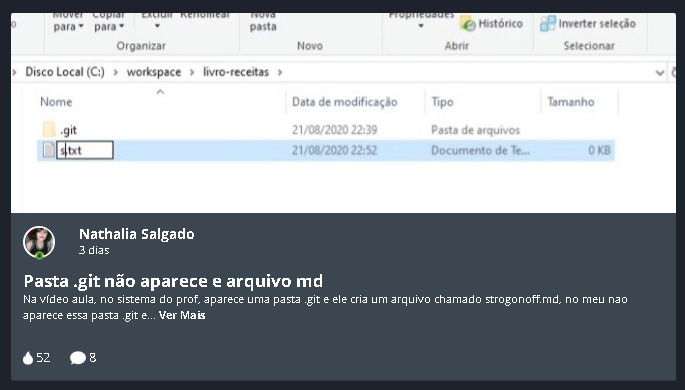 Mover Copiar Excluir Renomear Nova Propriedades
para para pasta Histórico Inverter seleção
Organizar Novo Abrir Selecionar
Disco Local (C:) › workspace › livro-receitas ›
Nome Data de modificação Tipo Tamanho
.git 21/08/2020 22:39 Pasta de arquivos
s.txt 21/08/2020 22:52 Documento de Te... 0 KB
Nathalia Salgado
3 dias
Pasta .git não aparece e arquivo md
Na vídeo aula, no sistema do prof, aparece uma pasta .git e ele cria um arquivo chamado strogonoff.md, no meu nao
aparece essa pasta .git e... Ver Mais
52 8